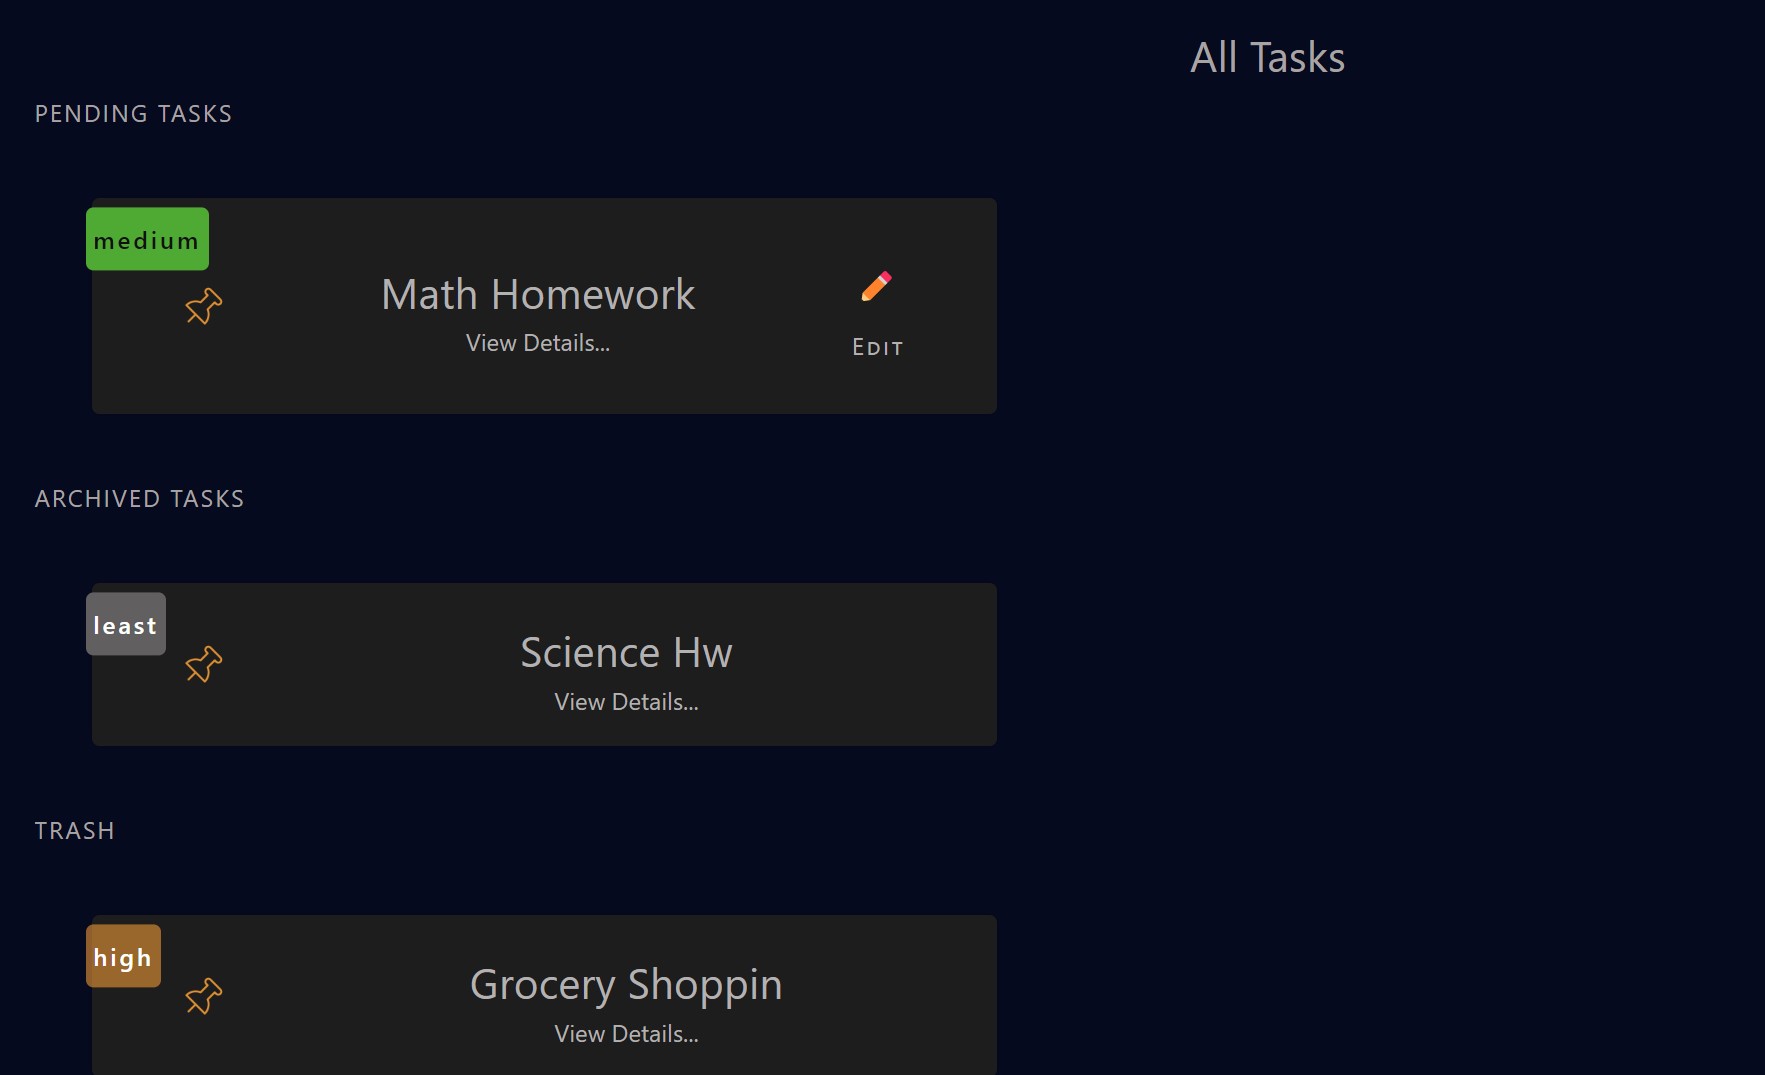 All Tasks
PENDING TASKS
medium
Math Homework
View Details...
EDIT
ARCHIVED TASKS
least
Science Hw
View Details...
TRASH
high
Grocery Shoppin
View Details...